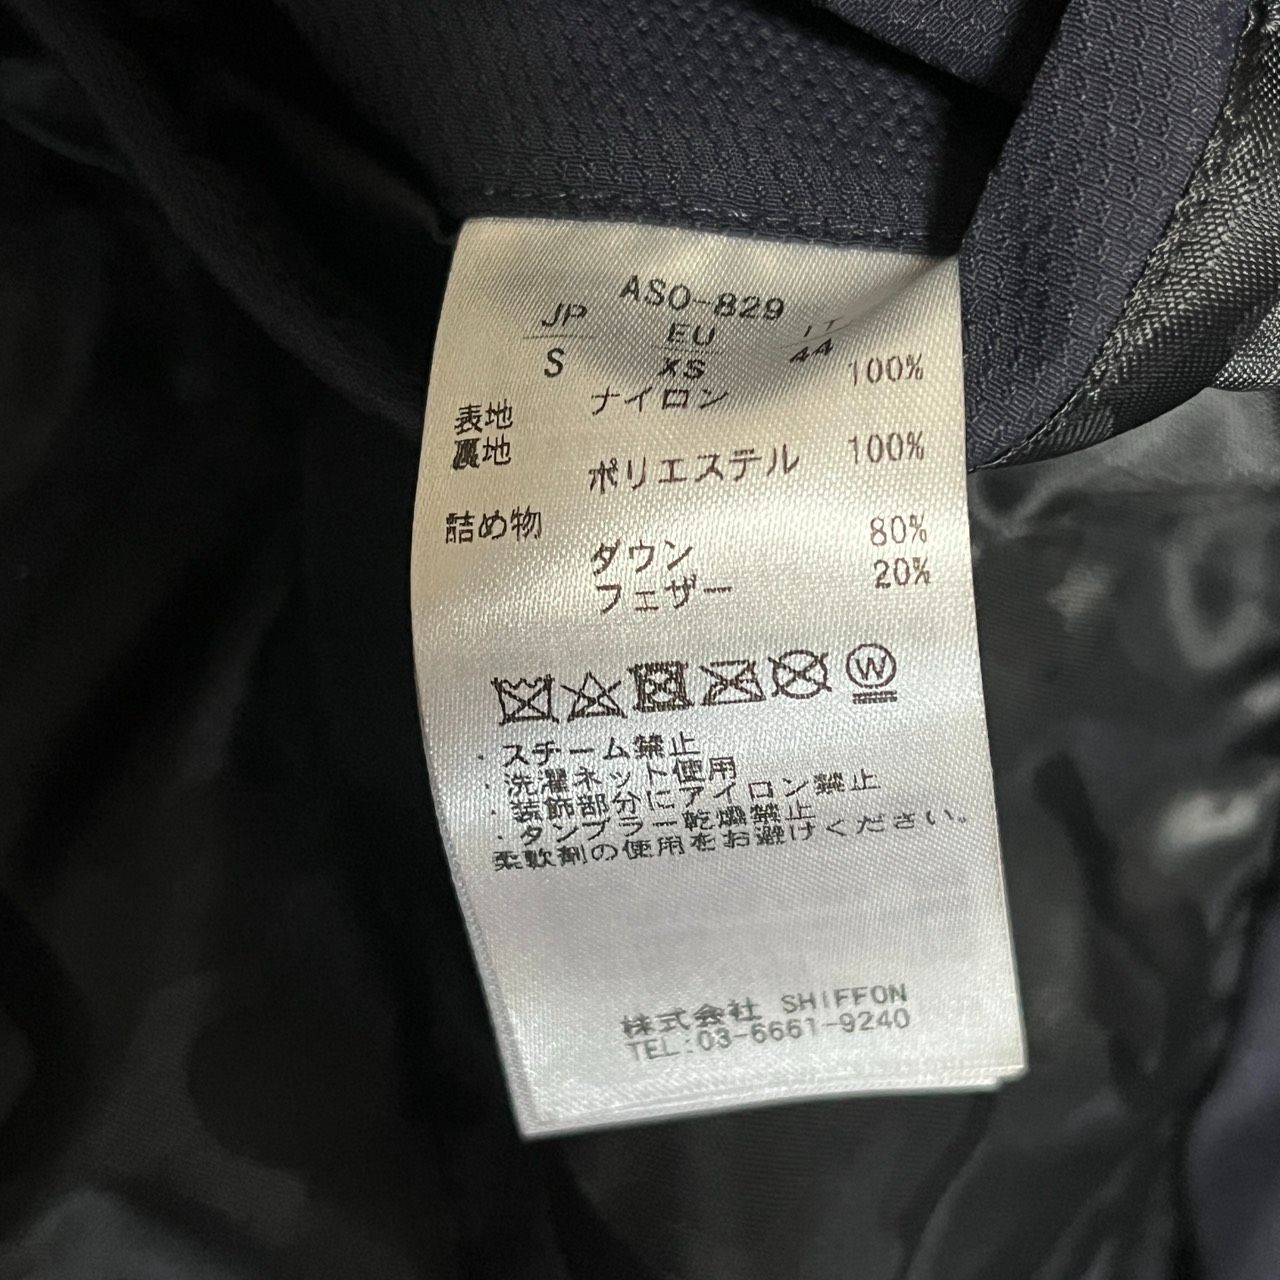 ASO-829
JP EU IT
S XS 44
表地 ナイロン 100%
裏地 ポリエステル 100%
詰め物 ダウン 80%
フェザー 20%
W
・スチーム禁止
・洗濯ネット使用
・装飾部分にアイロン禁止
・タンブラー乾燥禁止
柔軟剤の使用をお避けください。
株式会社 SHIFFON
TEL:03-6661-9240